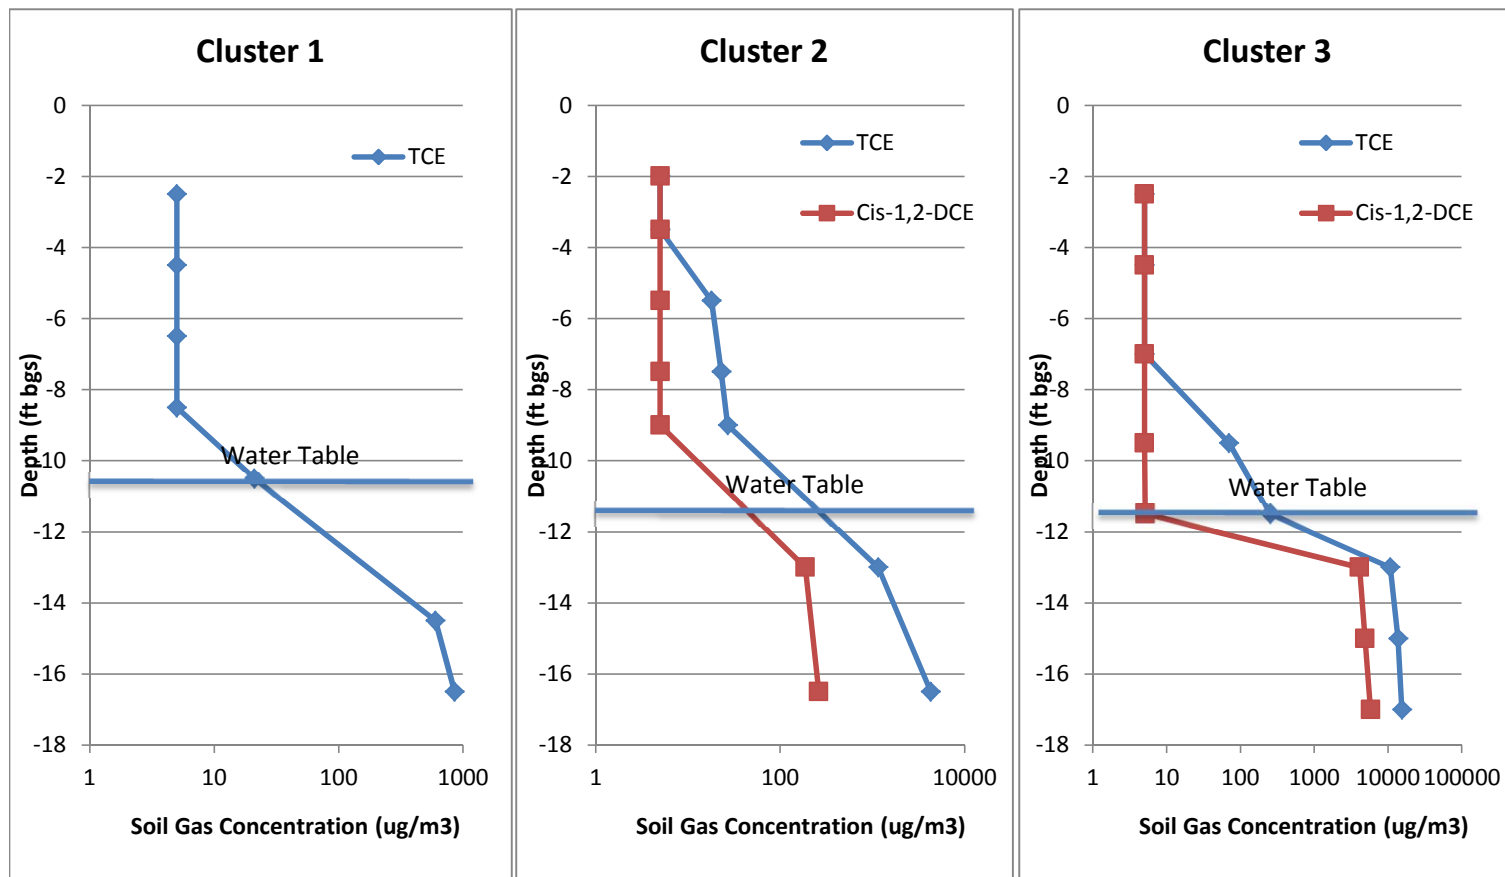 Cluster 1
0
-2
-4
-6
-8
-10
-12
-14
-16
-18
TCE
Water Table
Depth (ft bgs)
1 10 100 1000
Soil Gas Concentration (ug/m3)
Cluster 2
0
-2
-4
-6
-8
-10
-12
-14
-16
-18
TCE
Cis-1,2-DCE
Water Table
Depth (ft bgs)
1 100 10000
Soil Gas Concentration (ug/m3)
Cluster 3
0
-2
-4
-6
-8
-10
-12
-14
-16
-18
TCE
Cis-1,2-DCE
Water Table
Depth (ft bgs)
1 10 100 1000 10000 100000
Soil Gas Concentration (ug/m3)